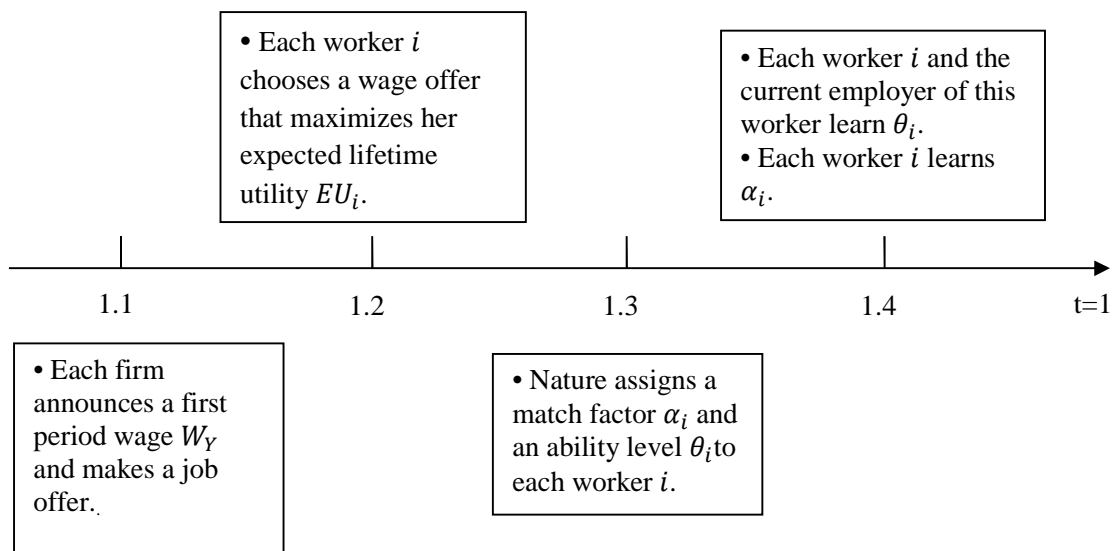 • Each worker 𝑖
chooses a wage offer
that maximizes her
expected lifetime
utility 𝐸𝑈ᵢ.
• Each worker 𝑖 and the
current employer of this
worker learn 𝜃ᵢ.
• Each worker 𝑖 learns
𝛼ᵢ.
1.1
1.2
1.3
1.4
t=1
• Each firm
announces a first
period wage 𝑊_𝑌
and makes a job
offer..
• Nature assigns a
match factor 𝛼ᵢ and
an ability level 𝜃ᵢto
each worker 𝑖.